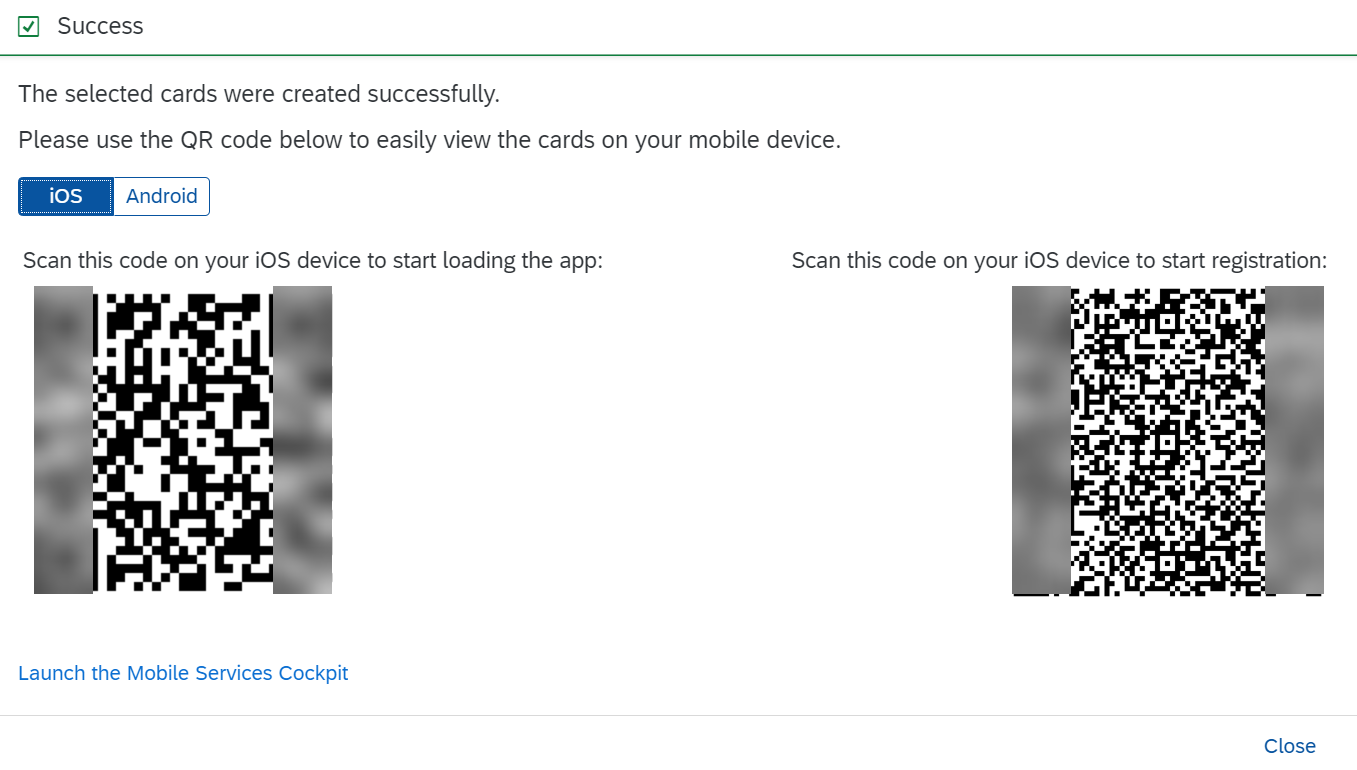 Success
The selected cards were created successfully.
Please use the QR code below to easily view the cards on your mobile device.
iOS Android
Scan this code on your iOS device to start loading the app: Scan this code on your iOS device to start registration:
Launch the Mobile Services Cockpit
Close